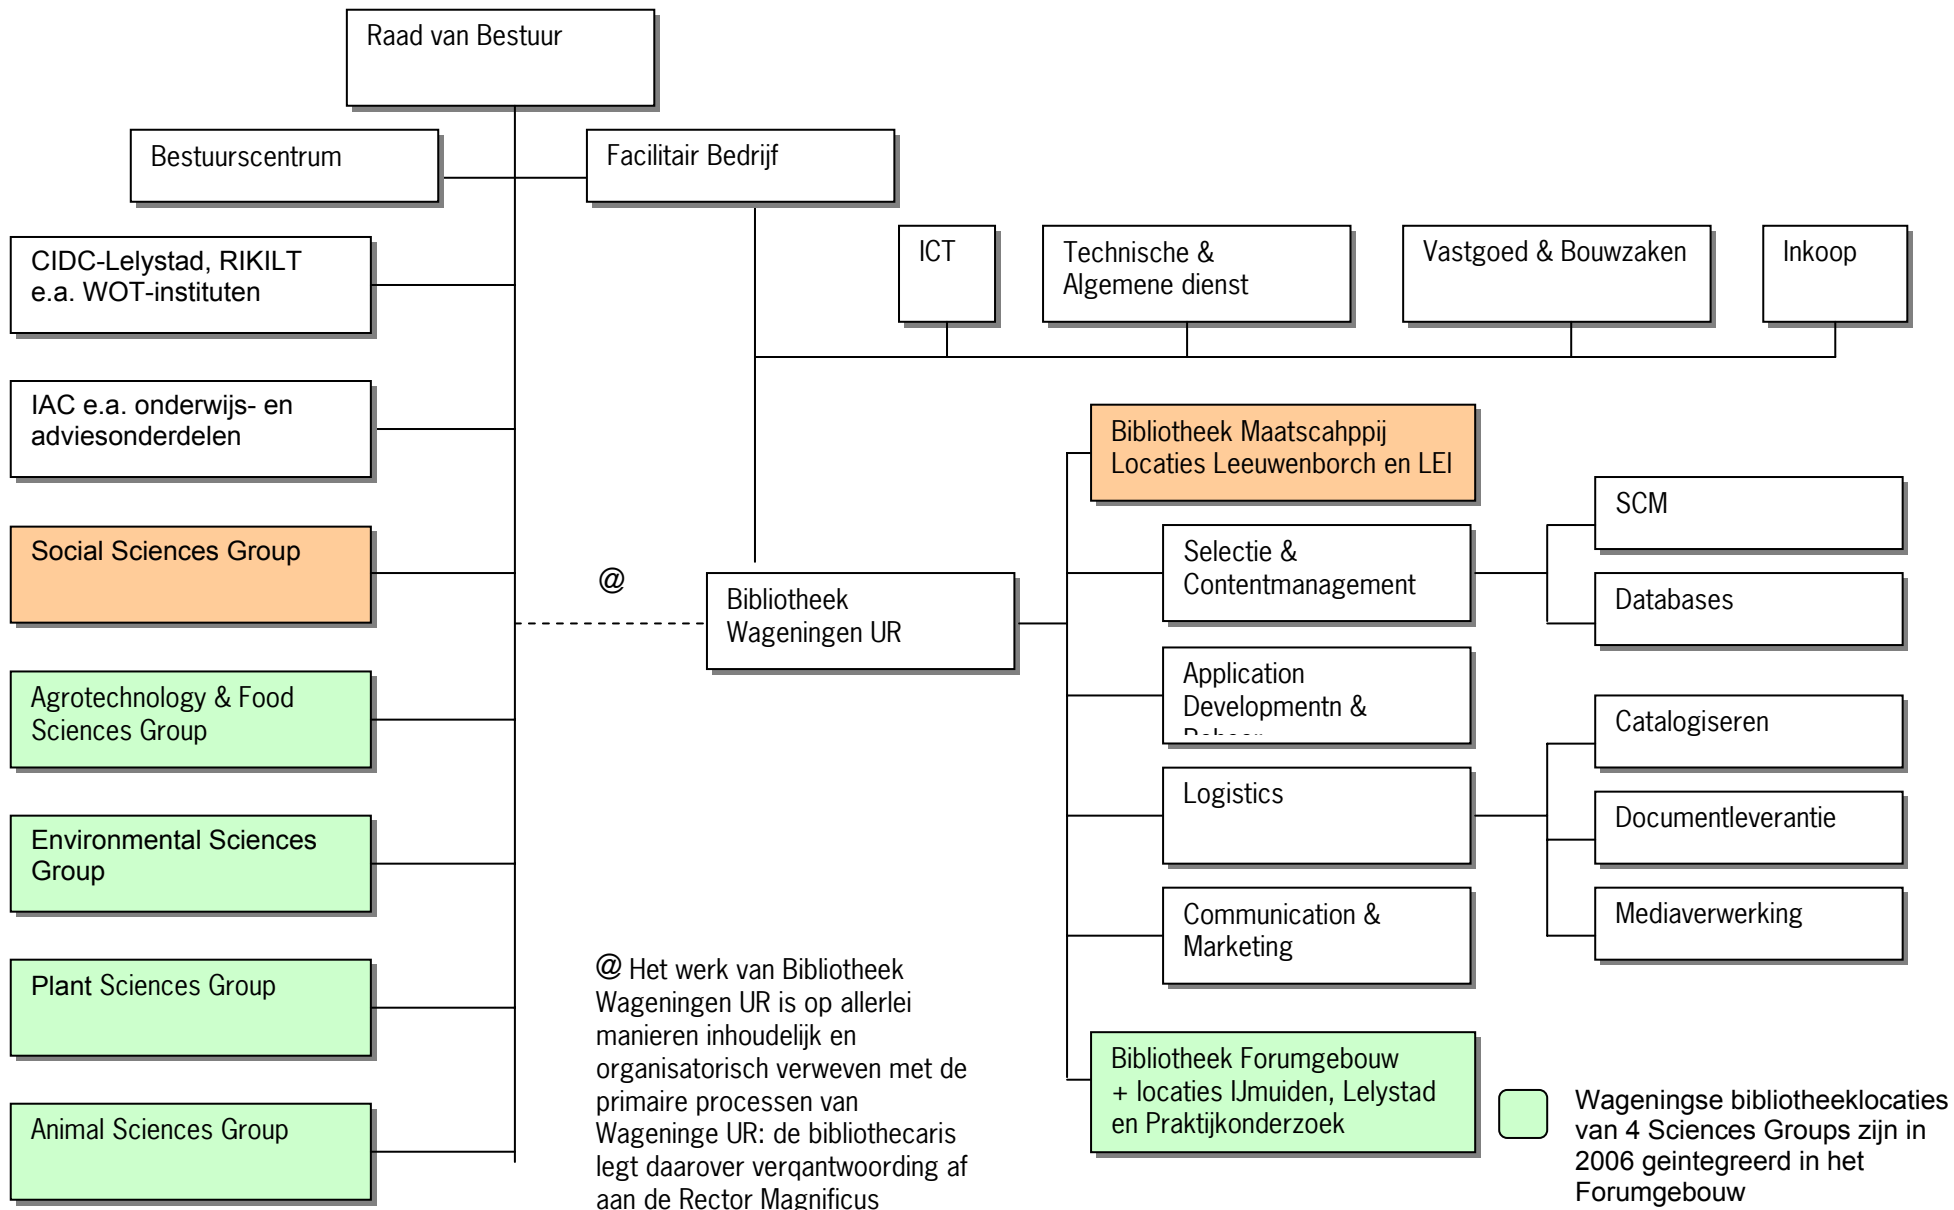 Raad van Bestuur
Bestuurscentrum
Facilitair Bedrijf
CIDC-Lelystad, RIKILT
e.a. WOT-instituten
ICT
Technische &
Algemene dienst
Vastgoed & Bouwzaken
Inkoop
IAC e.a. onderwijs- en
adviesonderdelen
Bibliotheek Maatscahppij
Locaties Leeuwenborch en LEI
SCM
Social Sciences Group
@
Bibliotheek
Wageningen UR
Selectie &
Contentmanagement
Databases
Agrotechnology & Food
Sciences Group
Application
Developmentn &
Catalogiseren
Logistics
Documentleverantie
Environmental Sciences
Group
Communication &
Marketing
Mediaverwerking
Plant Sciences Group
@ Het werk van Bibliotheek
Wageningen UR is op allerlei
manieren inhoudelijk en
organisatorisch verweven met de
primaire processen van
Wageninge UR: de bibliothecaris
legt daarover verqantwoording af
aan de Rector Magnificus
Bibliotheek Forumgebouw
+ locaties IJmuiden, Lelystad
en Praktijkonderzoek
Animal Sciences Group
Wageningse bibliotheeklocaties
van 4 Sciences Groups zijn in
2006 geintegreerd in het
Forumgebouw